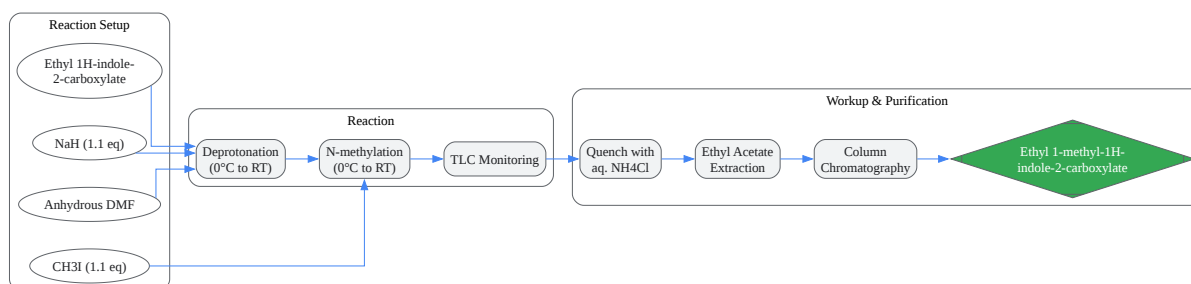 Reaction Setup
Ethyl 1H-indole-
2-carboxylate
NaH (1.1 eq)
Anhydrous DMF
CH3I (1.1 eq)
Reaction
Deprotonation
(0°C to RT)
N-methylation
(0°C to RT)
TLC Monitoring
Workup & Purification
Quench with
aq. NH4Cl
Ethyl Acetate
Extraction
Column
Chromatography
Ethyl 1-methyl-1H-
indole-2-carboxylate